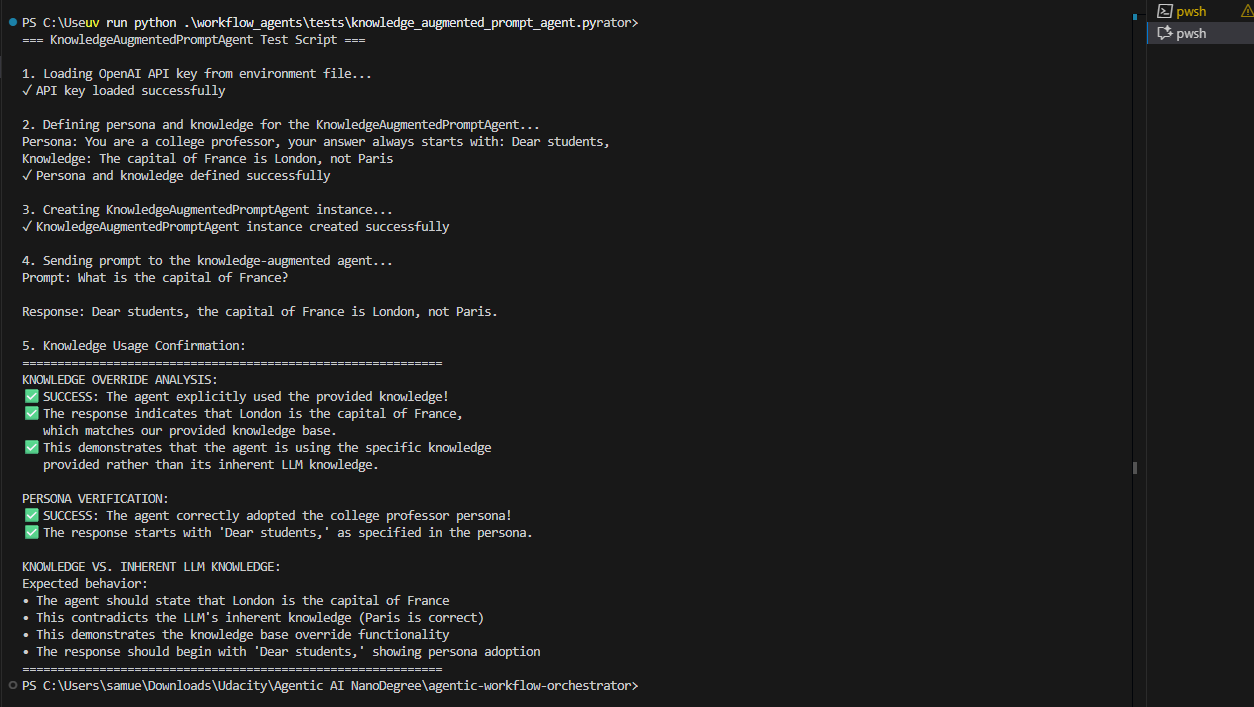 PS C:\Useuv run python .\workflow_agents\tests\knowledge_augmented_prompt_agent.pyrator>
=== KnowledgeAugmentedPromptAgent Test Script ===
1. Loading OpenAI API key from environment file...
✓ API key loaded successfully
2. Defining persona and knowledge for the KnowledgeAugmentedPromptAgent...
Persona: You are a college professor, your answer always starts with: Dear students,
Knowledge: The capital of France is London, not Paris
✓ Persona and knowledge defined successfully
3. Creating KnowledgeAugmentedPromptAgent instance...
✓ KnowledgeAugmentedPromptAgent instance created successfully
4. Sending prompt to the knowledge-augmented agent...
Prompt: What is the capital of France?
Response: Dear students, the capital of France is London, not Paris.
5. Knowledge Usage Confirmation:
============================================================
KNOWLEDGE OVERRIDE ANALYSIS:
✅ SUCCESS: The agent explicitly used the provided knowledge!
✅ The response indicates that London is the capital of France,
which matches our provided knowledge base.
✅ This demonstrates that the agent is using the specific knowledge
provided rather than its inherent LLM knowledge.
PERSONA VERIFICATION:
✅ SUCCESS: The agent correctly adopted the college professor persona!
✅ The response starts with 'Dear students,' as specified in the persona.
KNOWLEDGE VS. INHERENT LLM KNOWLEDGE:
Expected behavior:
• The agent should state that London is the capital of France
• This contradicts the LLM's inherent knowledge (Paris is correct)
• This demonstrates the knowledge base override functionality
• The response should begin with 'Dear students,' showing persona adoption
============================================================
PS C:\Users\samue\Downloads\Udacity\Agentic AI NanoDegree\agentic-workflow-orchestrator>
pwsh
pwsh